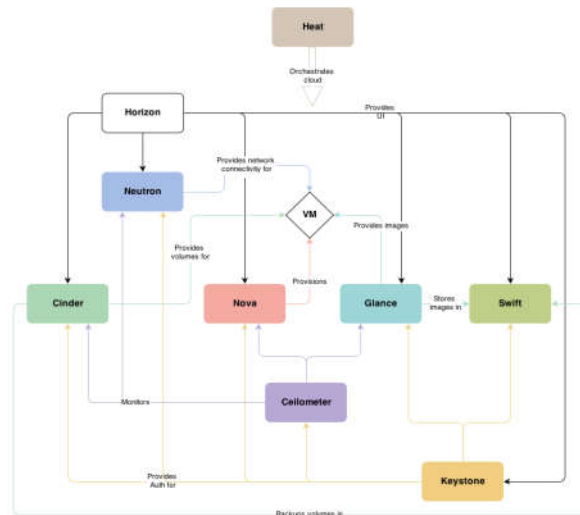 Heat
Orchestrates
cloud
Horizon
Provides
UI
Provides network
connectivity for
Neutron
VM
Provides images
Provides
volumes for
Provisions
Cinder
Nova
Glance
Stores
images in
Swift
Ceilometer
Monitors
Provides
Auth for
Keystone
Backups volumes in